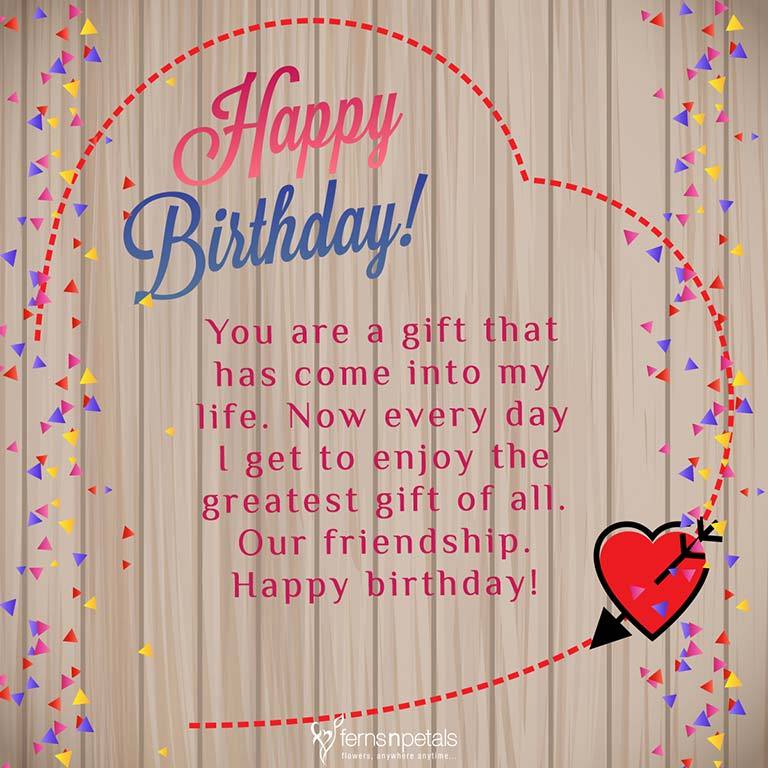 Happy
Birthday!
You are a gift that
has come into my
life. Now every day
I get to enjoy the
greatest gift of all.
Our friendship.
Happy birthday!
fernsnpetals
flowers, anywhere anytime...